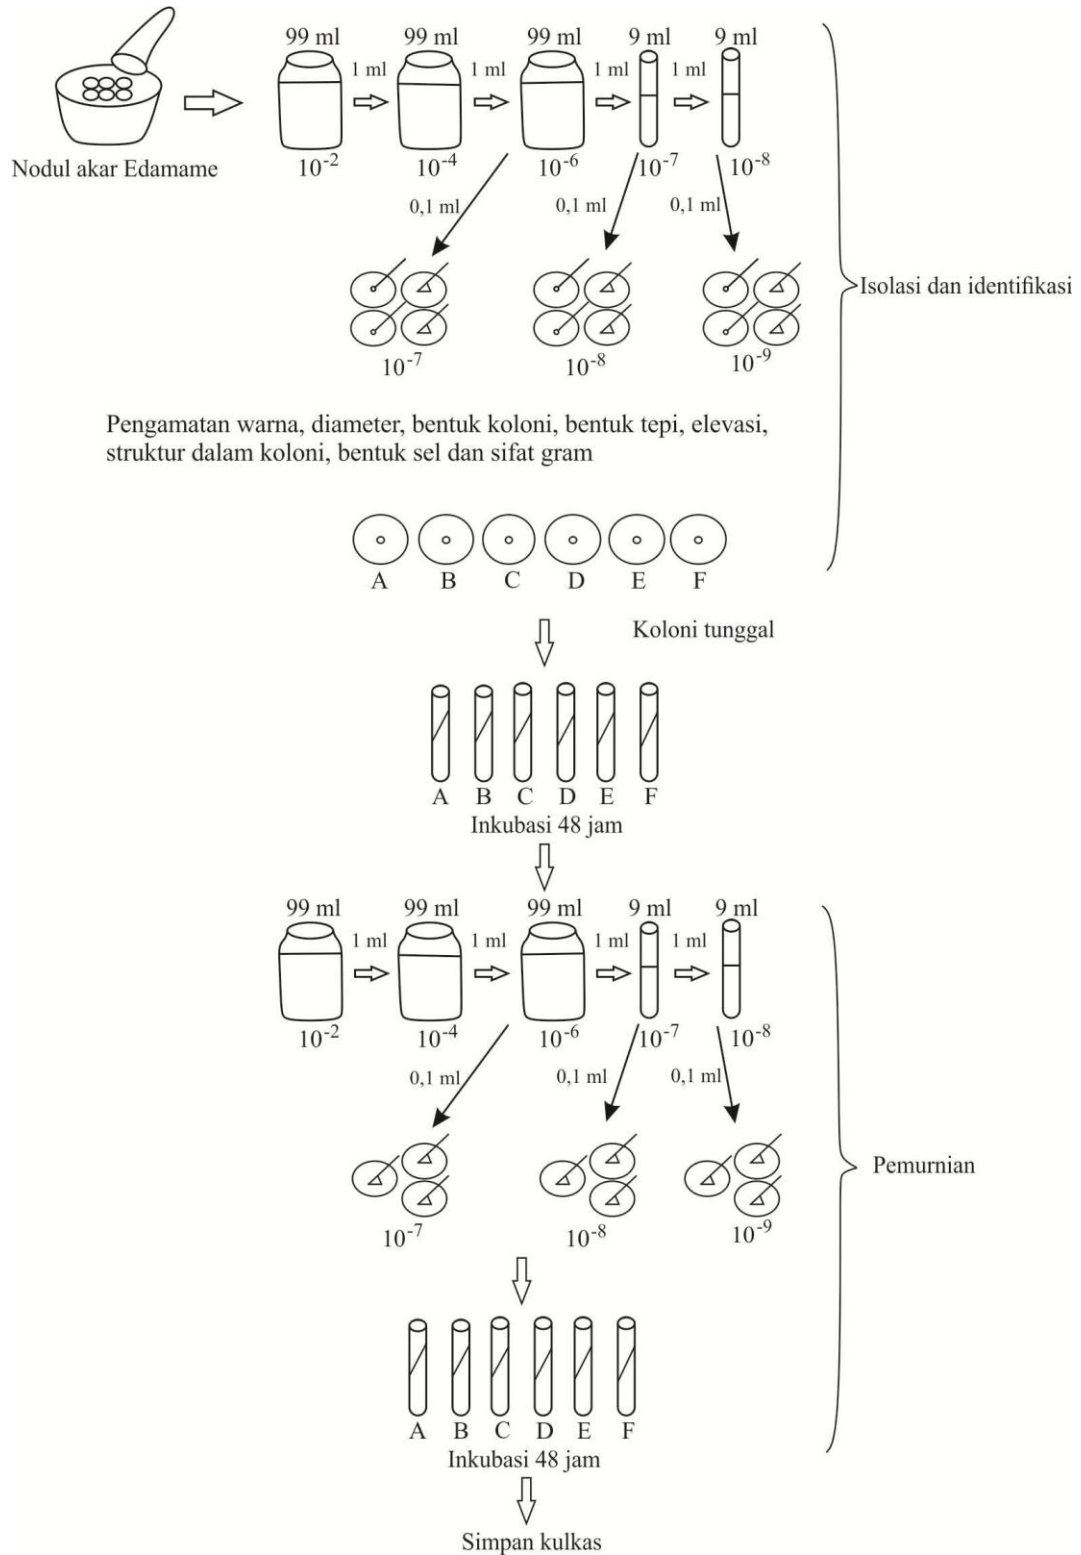 99 ml 99 ml 99 ml 9 ml 9 ml
1 ml 1 ml 1 ml 1 ml
Nodul akar Edamame
10⁻² 10⁻⁴ 10⁻⁶ 10⁻⁷ 10⁻⁸
0,1 ml 0,1 ml 0,1 ml
Isolasi dan identifikasi
10⁻⁷ 10⁻⁸ 10⁻⁹
Pengamatan warna, diameter, bentuk koloni, bentuk tepi, elevasi,
struktur dalam koloni, bentuk sel dan sifat gram
A B C D E F
Koloni tunggal
A B C D E F
Inkubasi 48 jam
99 ml 99 ml 99 ml 9 ml 9 ml
1 ml 1 ml 1 ml 1 ml
10⁻² 10⁻⁴ 10⁻⁶ 10⁻⁷ 10⁻⁸
0,1 ml 0,1 ml 0,1 ml
Pemurnian
10⁻⁷ 10⁻⁸ 10⁻⁹
A B C D E F
Inkubasi 48 jam
Simpan kulkas